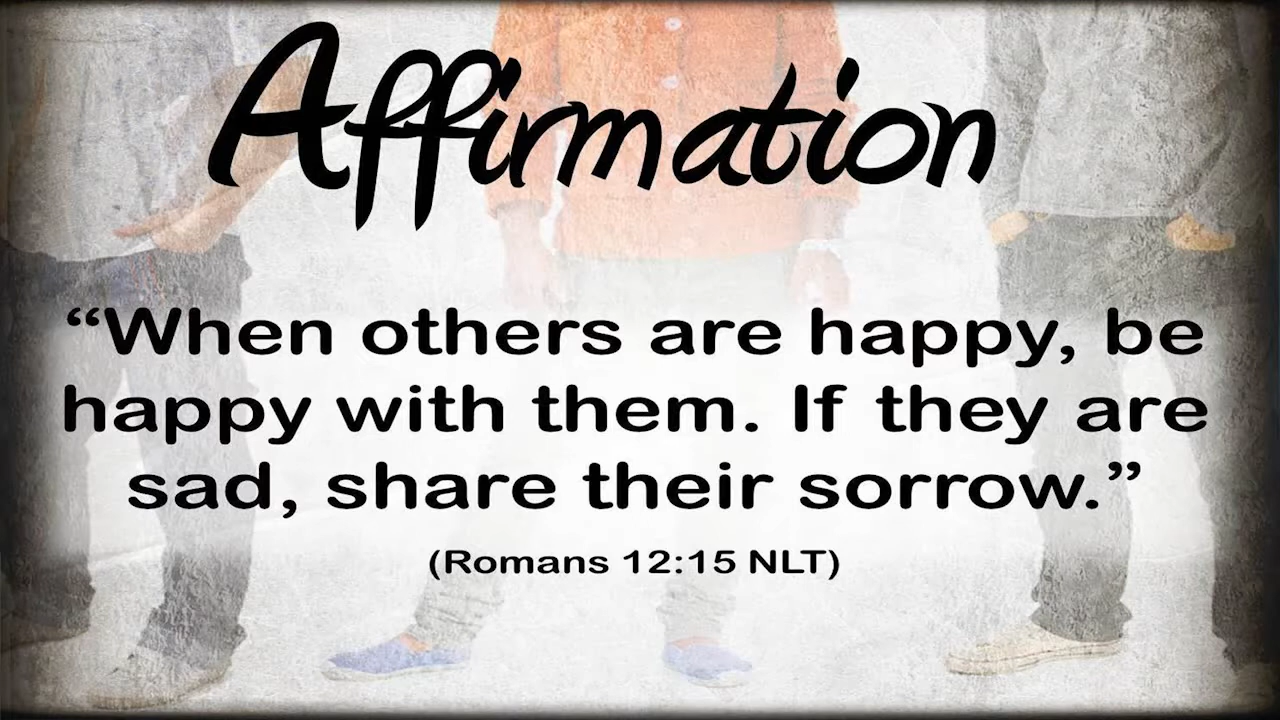 Affirmation
“When others are happy, be
happy with them. If they are
sad, share their sorrow.”
(Romans 12:15 NLT)